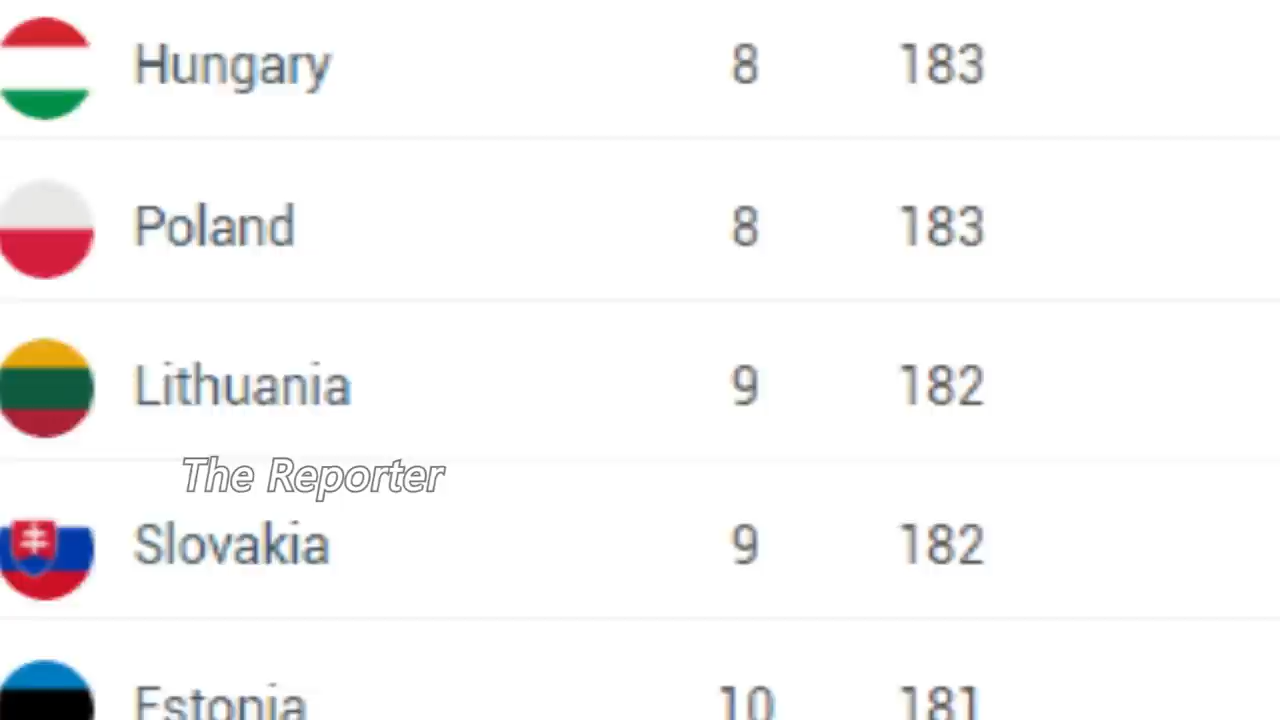 Hungary 8 183
Poland 8 183
Lithuania 9 182
The Reporter
Slovakia 9 182
Estonia 10 181